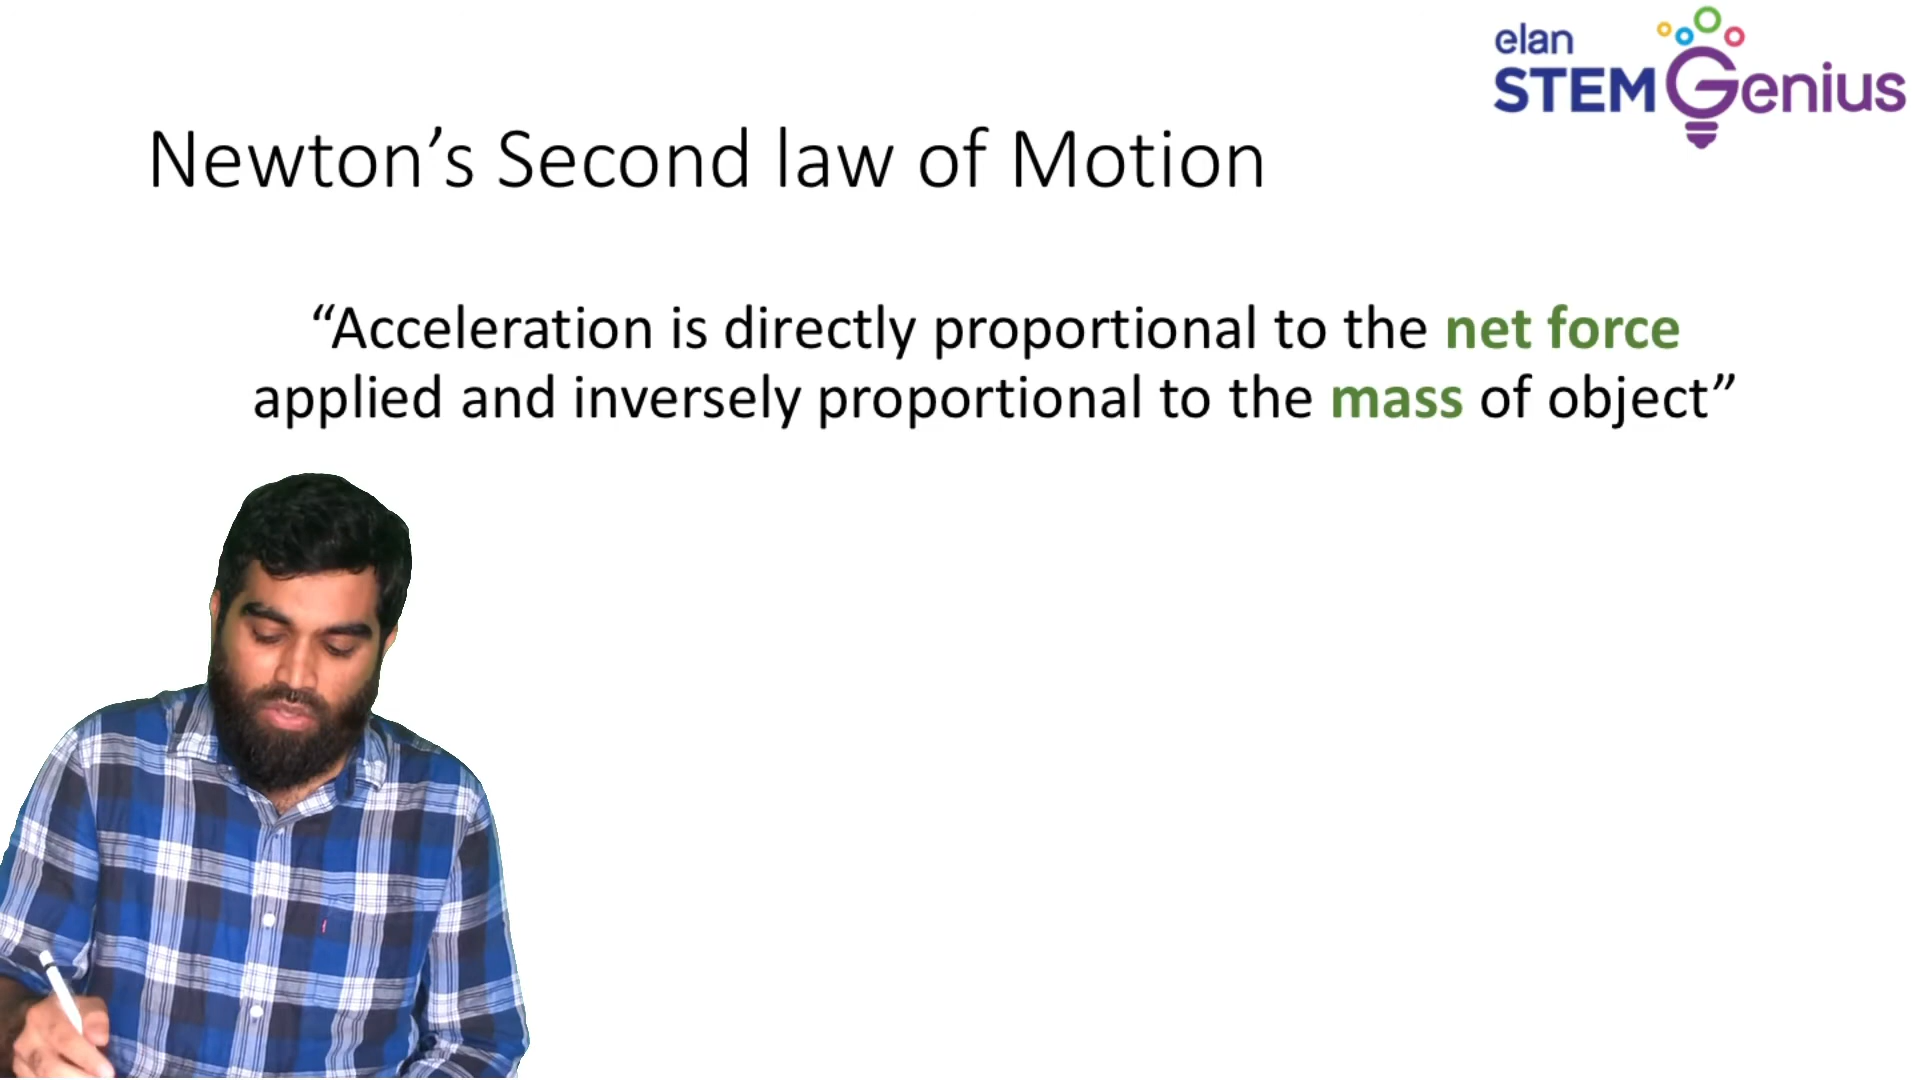 elan
STEMGenius
Newton’s Second law of Motion
“Acceleration is directly proportional to the net force
applied and inversely proportional to the mass of object”